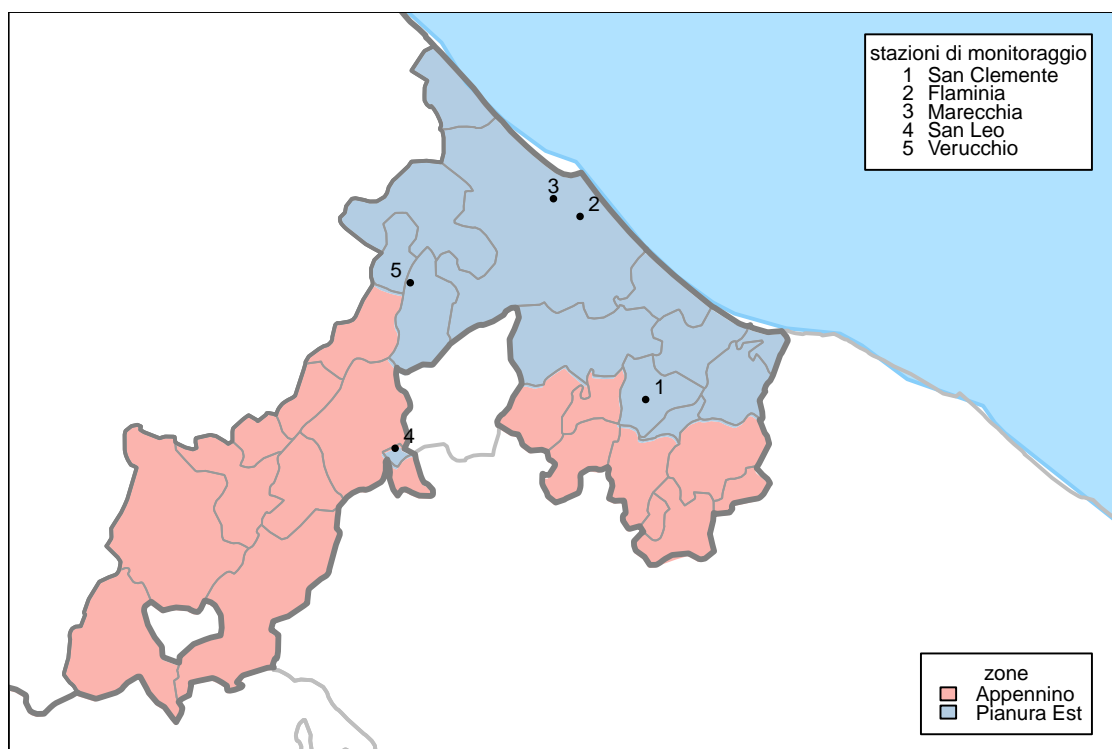 stazioni di monitoraggio
1 San Clemente
2 Flaminia
3 Marecchia
4 San Leo
5 Verucchio
3
2
5
1
4
zone
Appennino
Pianura Est